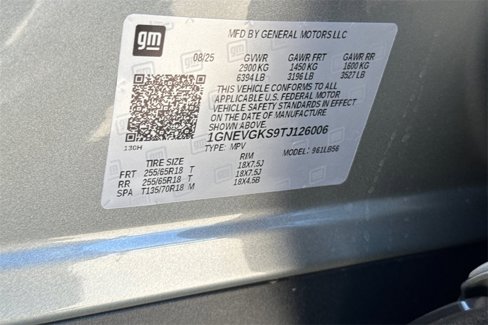 gm
MFD BY GENERAL MOTORS LLC
08/25 GVWR GAWR FRT GAWR RR
2900 KG 1450 KG 1600 KG
6394 LB 3196 LB 3527 LB
THIS VEHICLE CONFORMS TO ALL
APPLICABLE U.S. FEDERAL MOTOR
VEHICLE SAFETY STANDARDS IN EFFECT
ON THE DATE OF MANUFACTURE
SHOWN ABOVE
1GNEVGKS9TJ126006
130H TYPE: MPV MODEL: 961LB56
TIRE SIZE RIM
FRT 255/65R18 T 18X7.5J
RR 255/65R18 T 18X7.5J
SPA T135/70R18 M 18X4.5B